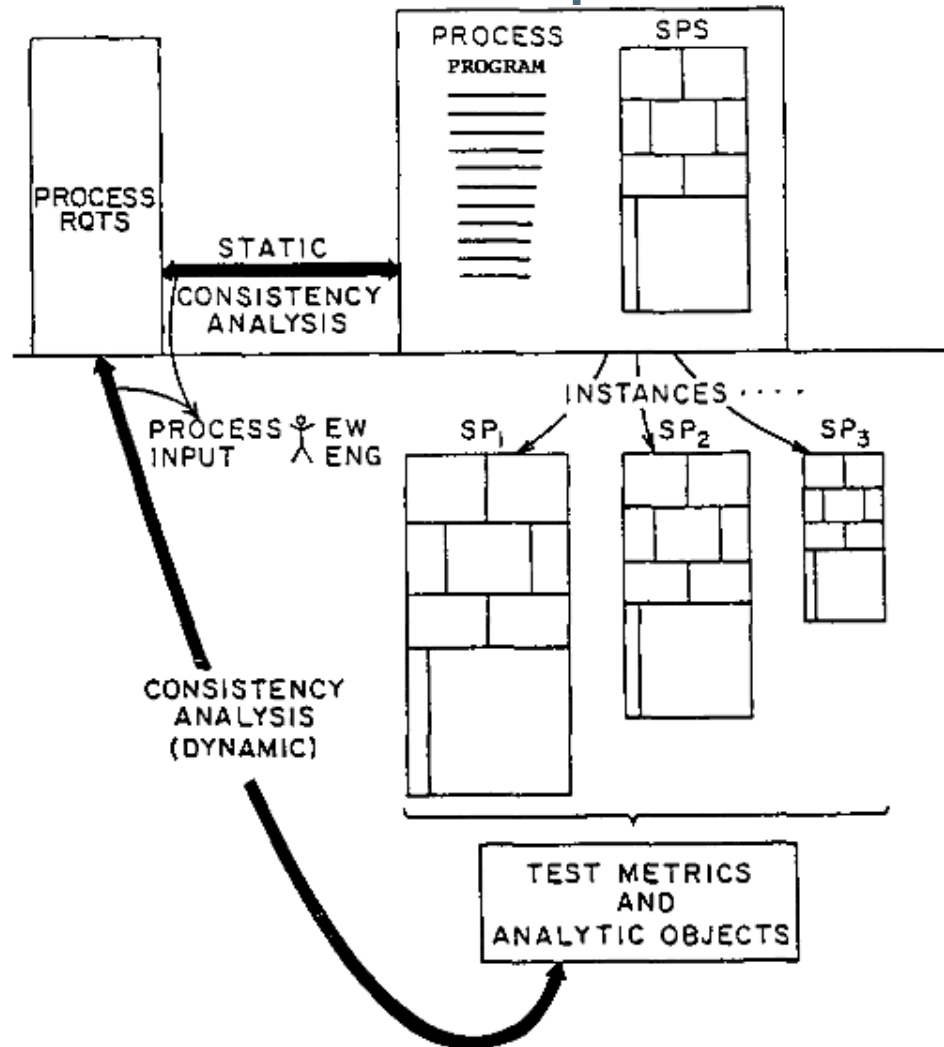 PROCESS
PROGRAM
SPS
PROCESS
RQTS
STATIC
CONSISTENCY
ANALYSIS
INSTANCES ....
PROCESS
INPUT
EW
ENG
SP₁
SP₂
SP₃
CONSISTENCY
ANALYSIS
(DYNAMIC)
TEST METRICS
AND
ANALYTIC OBJECTS